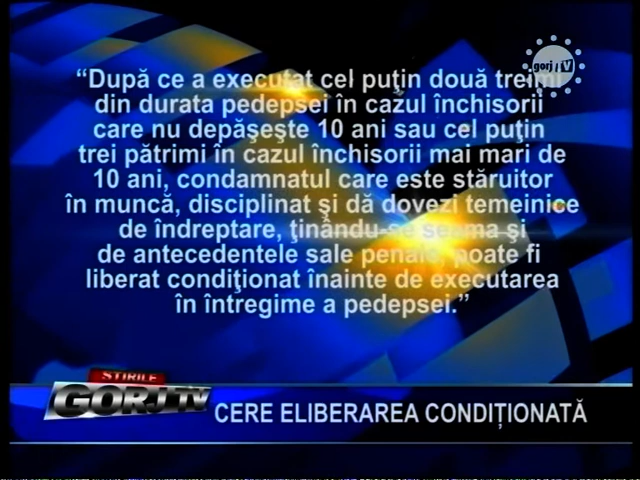 gorj TV
“După ce a executat cel puţin două treimi
din durata pedepsei în cazul închisorii
care nu depăşeşte 10 ani sau cel puţin
trei pătrimi în cazul închisorii mai mari de
10 ani, condamnatul care este stăruitor
în muncă, disciplinat şi dă dovezi temeinice
de îndreptare, ţinându-se seama şi
de antecedentele sale penale, poate fi
liberat condiţionat înainte de executarea
în întregime a pedepsei.”
ŞTIRILE
GORJ TV
CERE ELIBERAREA CONDIȚIONATĂ